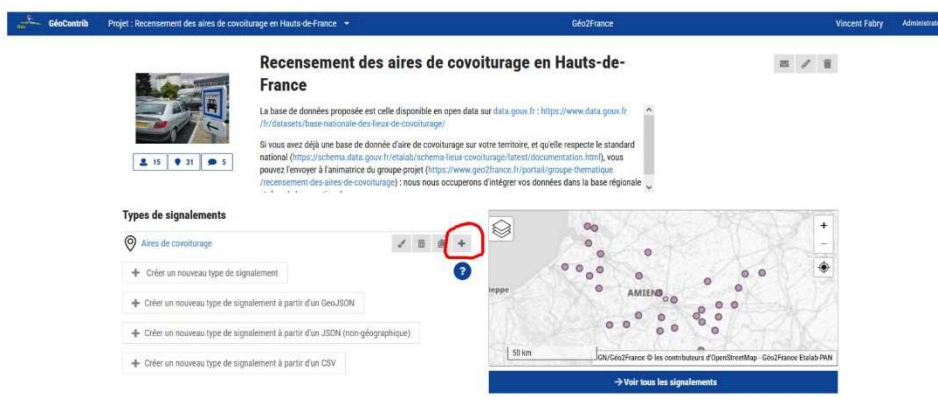 GéoContrib Projet : Recensement des aires de covoiturage en Hauts-de-France Géo2France Vincent Fabry
Recensement des aires de covoiturage en Hauts-de-
France
La base de données proposée est celle disponible en open data sur data.gouv.fr : https://www.data.gouv.fr
/fr/datasets/base-nationale-des-lieux-de-covoiturage/
Si vous avez déjà une base de donnée d'aire de covoiturage sur votre territoire, et qu'elle respecte le standard
national (https://schema.data.gouv.fr/etalab/schema-lieux-covoiturage/latest/documentation.html), vous
pouvez l'envoyer à l'animatrice du groupe-projet (https://www.geo2france.fr/portail/groupe-thematique
/recensement-des-aires-de-covoiturage) ; nous nous occuperons d'intégrer vos données dans la base régionale
15 31 5
Types de signalements
Aires de covoiturage
+ Créer un nouveau type de signalement
?
+ Créer un nouveau type de signalement à partir d'un GeoJSON
+ Créer un nouveau type de signalement à partir d'un JSON (non-géographique)
+ Créer un nouveau type de signalement à partir d'un CSV
+
−
ieppe
AMIENS
50 km
GN/Géo2France © les contributeurs d'OpenStreetMap - Géo2France Etalab PAN
→ Voir tous les signalements